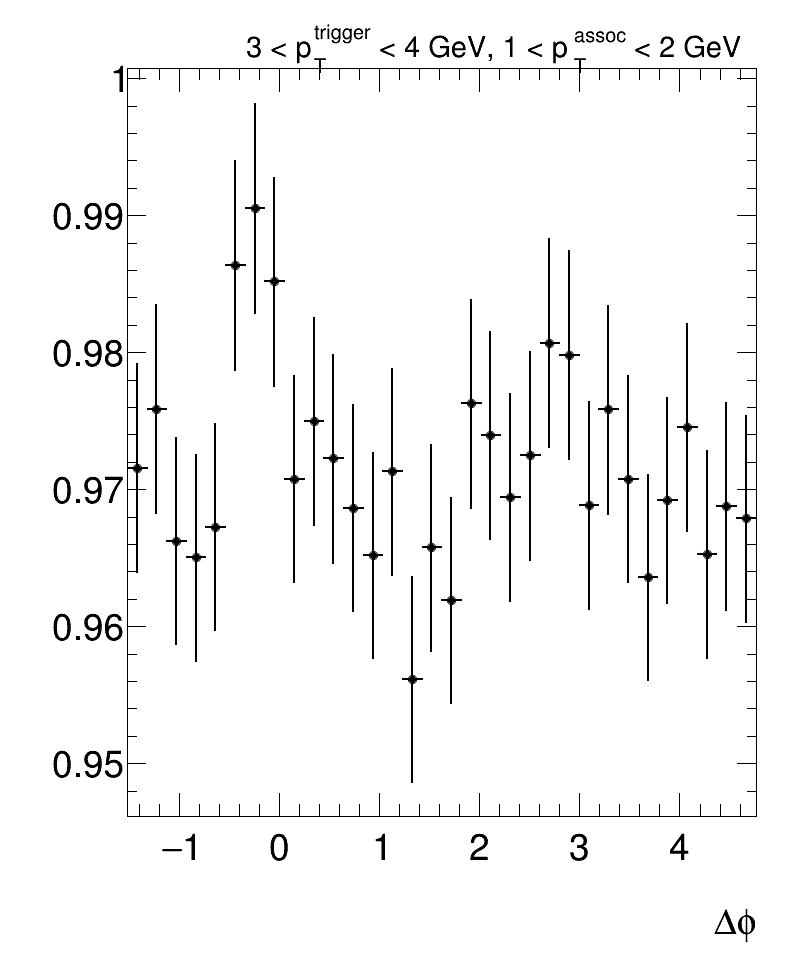 3 < p_T^trigger < 4 GeV, 1 < p_T^assoc < 2 GeV
1
0.99
0.98
0.97
0.96
0.95
−1 0 1 2 3 4
Δϕ